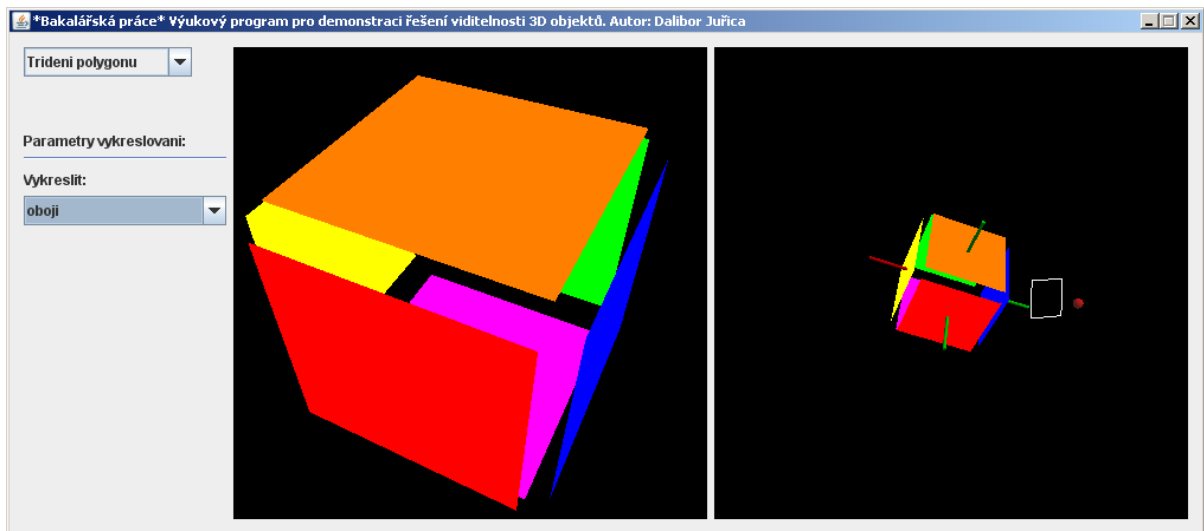 *Bakalářská práce* Výukový program pro demonstraci řešení viditelnosti 3D objektů. Autor: Dalibor Juřica
Trideni polygonu
Parametry vykreslovani:
Vykreslit:
oboji